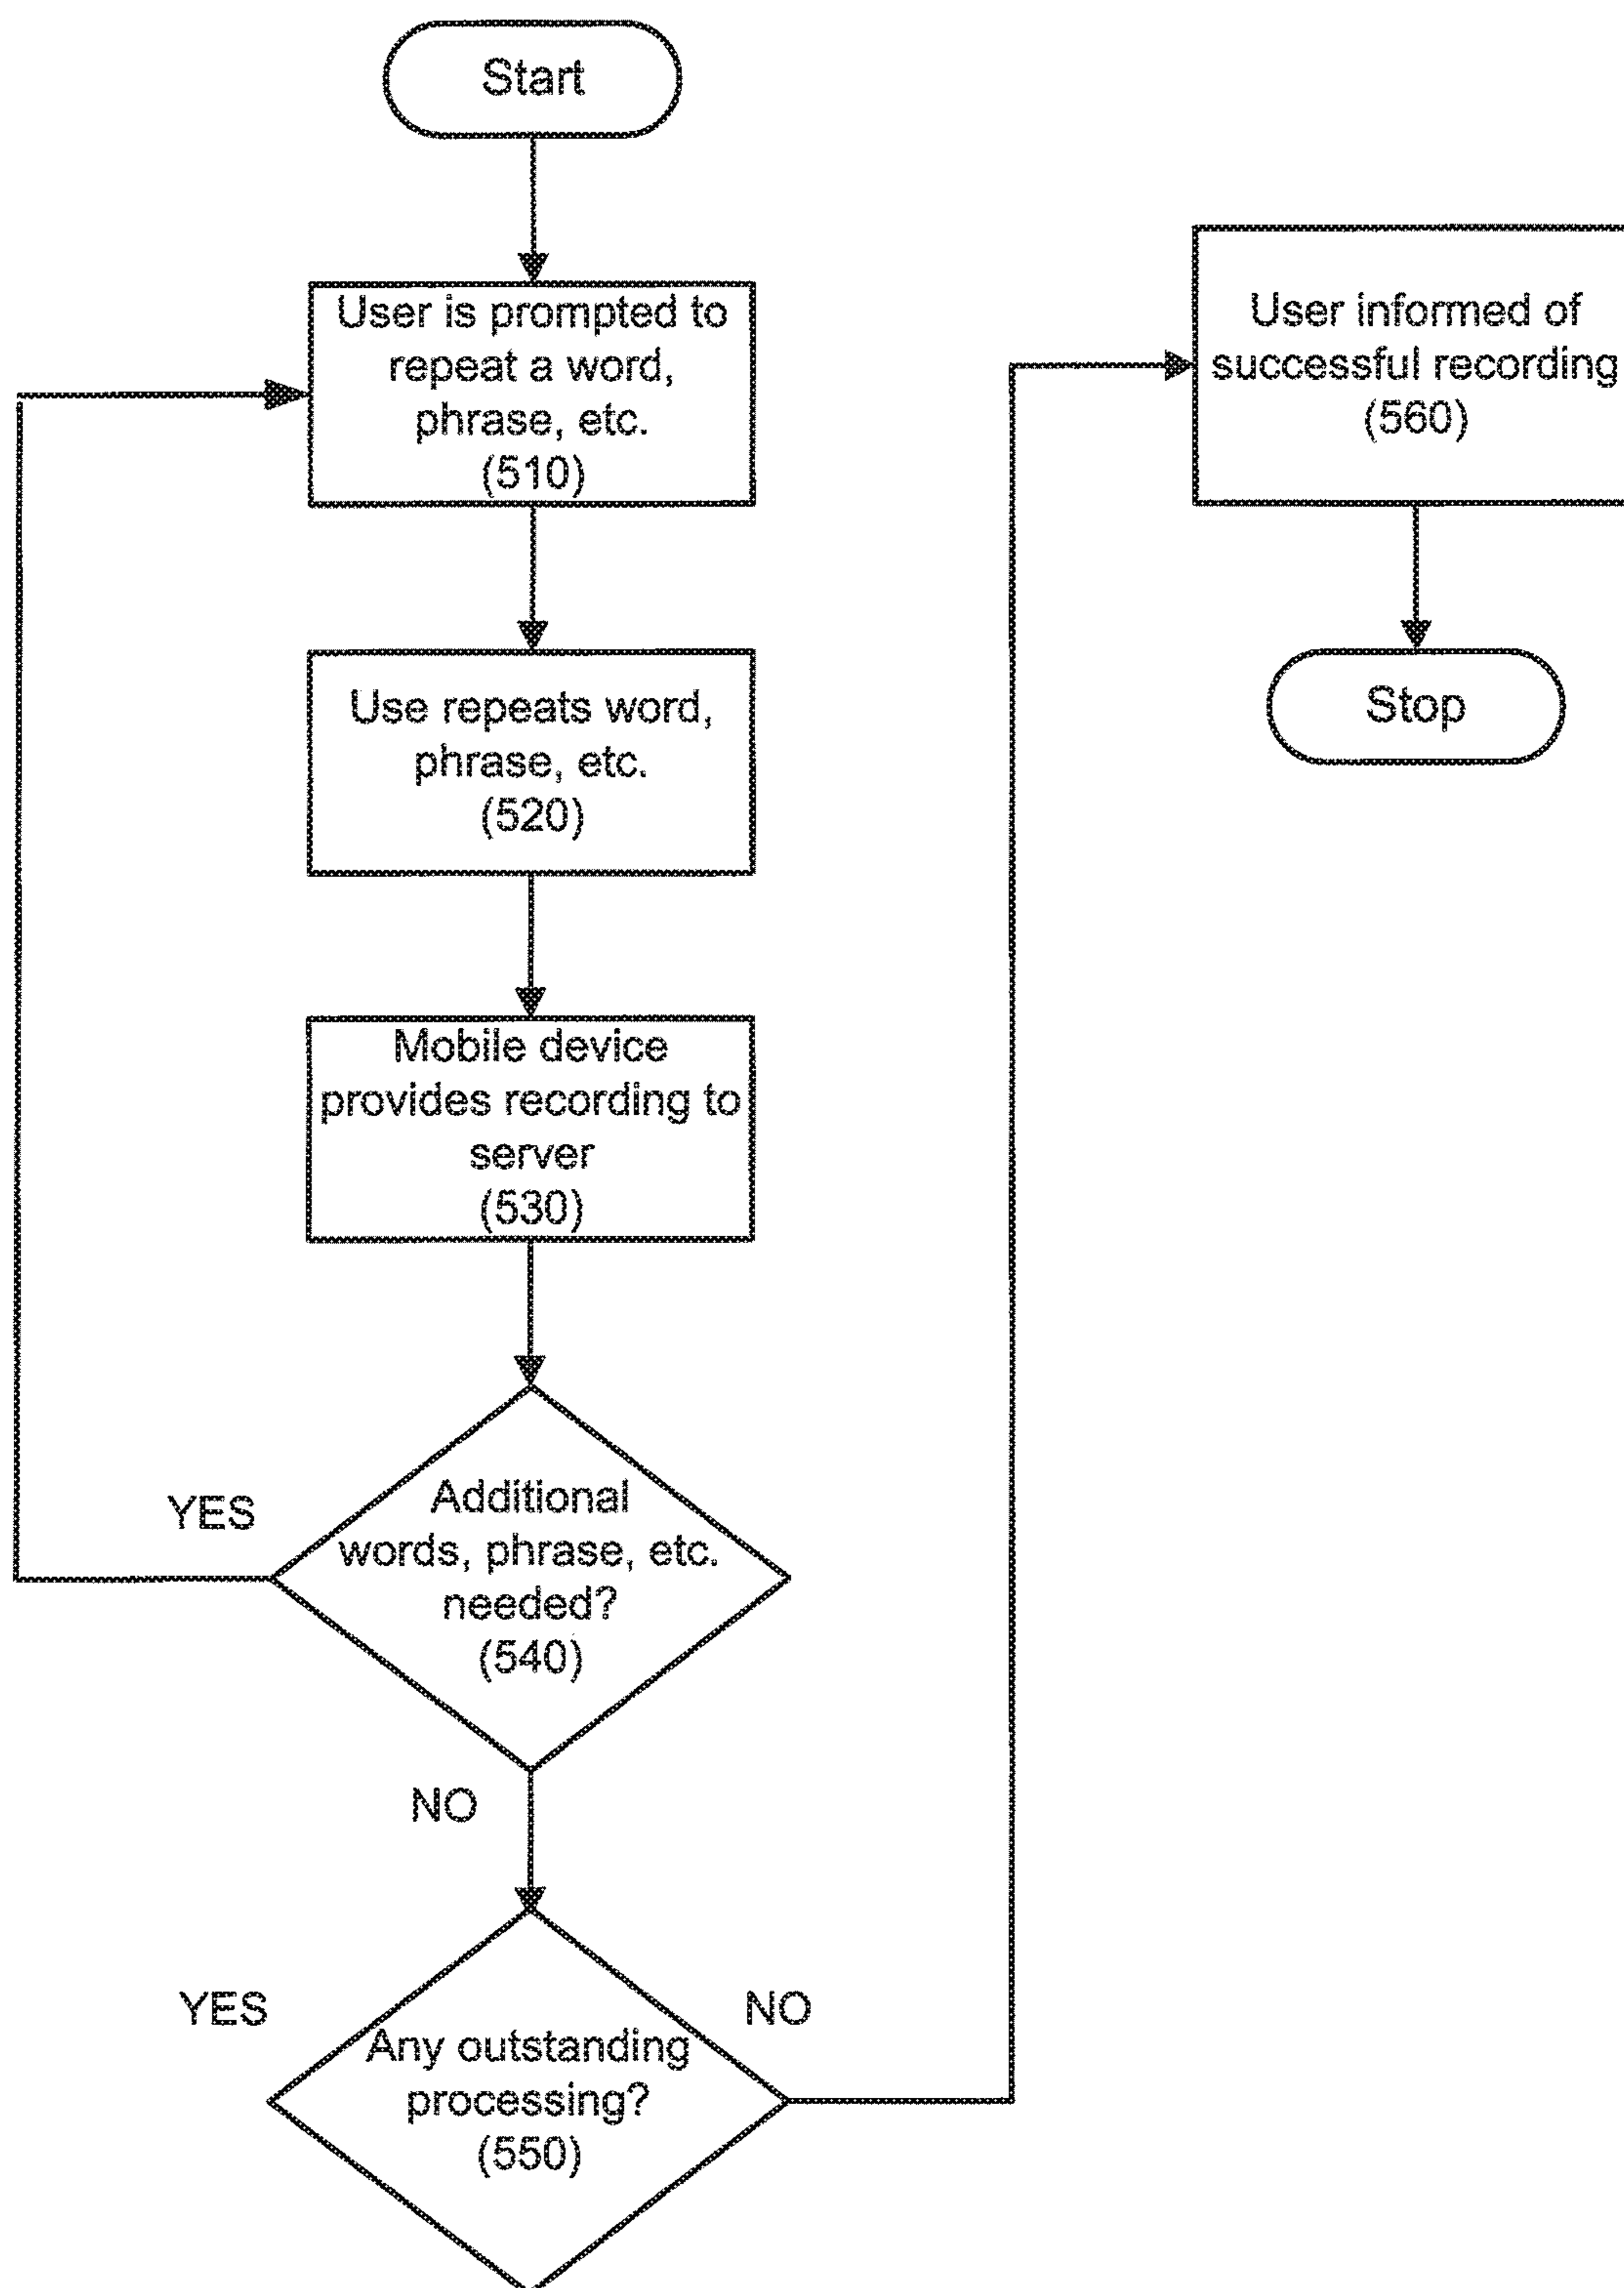 Start
User is prompted to
repeat a word,
phrase, etc.
(510)
Use repeats word,
phrase, etc.
(520)
Mobile device
provides recording to
server
(530)
YES
Additional
words, phrase, etc.
needed?
(540)
NO
YES
NO
Any outstanding
processing?
(550)
User informed of
successful recording
(560)
Stop